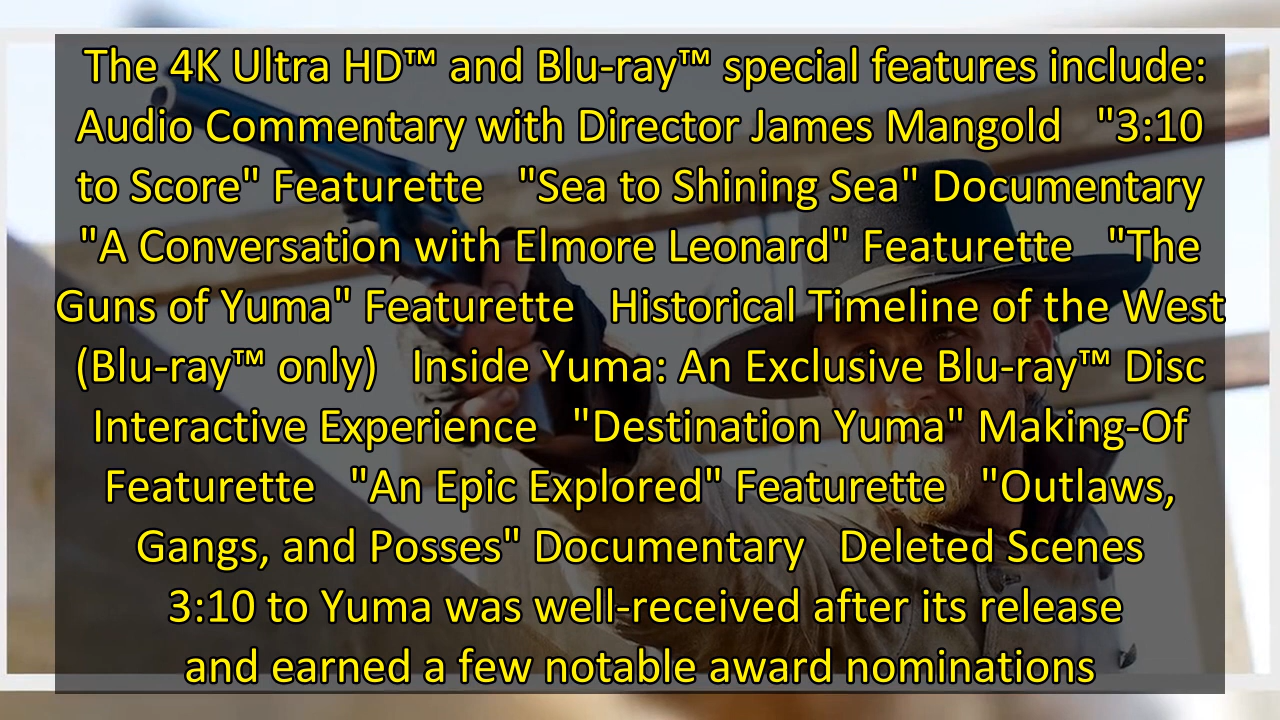 The 4K Ultra HD™ and Blu-ray™ special features include:
Audio Commentary with Director James Mangold   "3:10
to Score" Featurette   "Sea to Shining Sea" Documentary
"A Conversation with Elmore Leonard" Featurette   "The
Guns of Yuma" Featurette   Historical Timeline of the West
(Blu-ray™ only)   Inside Yuma: An Exclusive Blu-ray™ Disc
Interactive Experience   "Destination Yuma" Making-Of
Featurette   "An Epic Explored" Featurette   "Outlaws,
Gangs, and Posses" Documentary   Deleted Scenes
3:10 to Yuma was well-received after its release
and earned a few notable award nominations